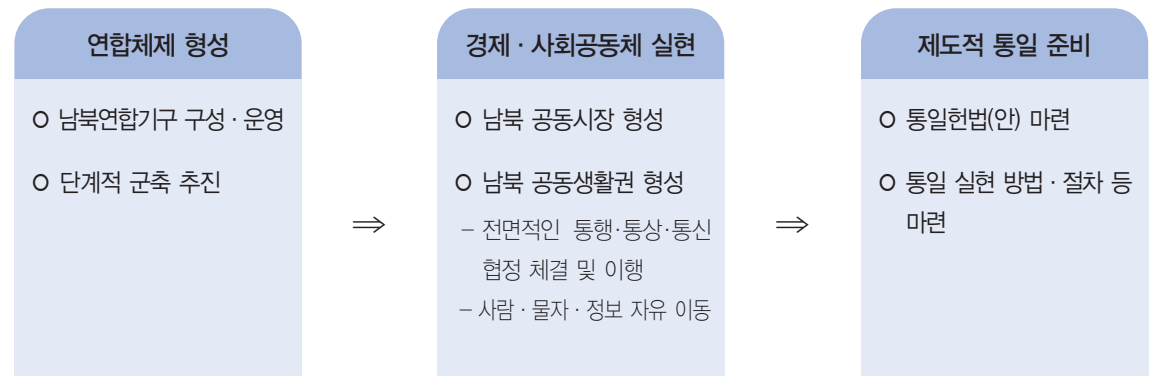 연합체제 형성
○ 남북연합기구 구성 · 운영
○ 단계적 군축 추진
⇒
경제 · 사회공동체 실현
○ 남북 공동시장 형성
○ 남북 공동생활권 형성
– 전면적인 통행·통상·통신
협정 체결 및 이행
– 사람 · 물자 · 정보 자유 이동
⇒
제도적 통일 준비
○ 통일헌법(안) 마련
○ 통일 실현 방법 · 절차 등
마련